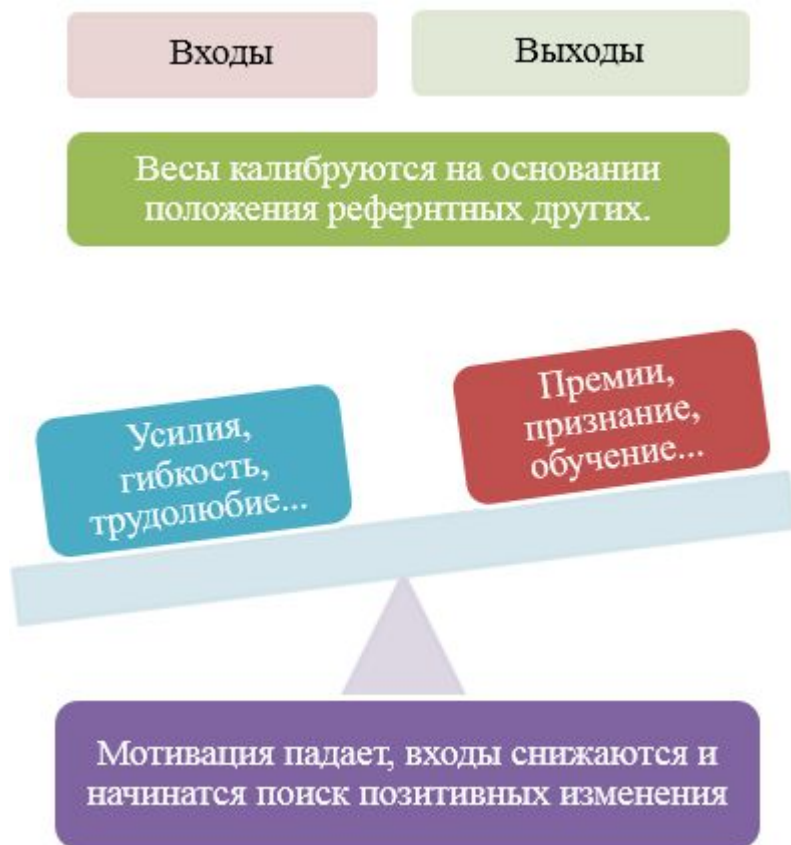 Входы
Выходы
Весы калибруются на основании
положения рефернтных других.
Премии,
признание,
обучение...
Усилия,
гибкость,
трудолюбие...
Мотивация падает, входы снижаются и
начинатся поиск позитивных изменения